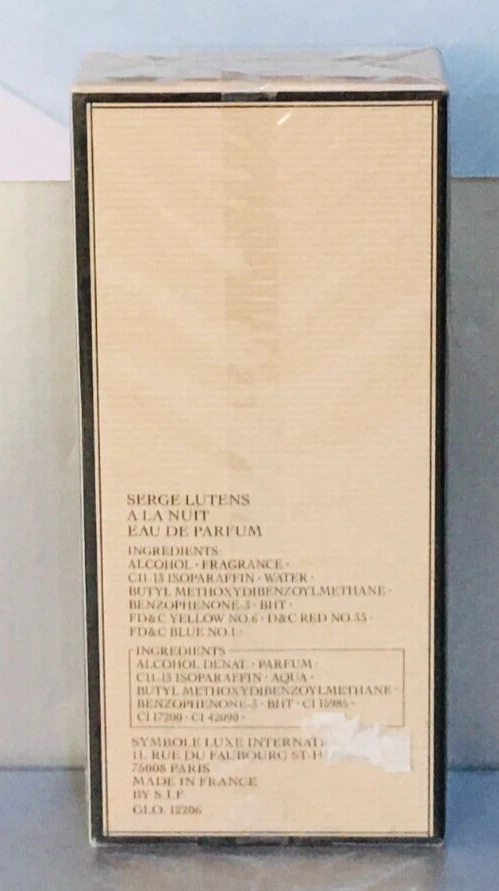 SERGE LUTENS
A LA NUIT
EAU DE PARFUM
INGREDIENTS:
ALCOHOL · FRAGRANCE ·
C11-13 ISOPARAFFIN · WATER ·
BUTYL METHOXYDIBENZOYLMETHANE ·
BENZOPHENONE-3 · BHT ·
FD&C YELLOW NO.6 · D&C RED NO.33 ·
FD&C BLUE NO.1 ·
INGREDIENTS
ALCOHOL DENAT. · PARFUM ·
C11-13 ISOPARAFFIN · AQUA ·
BUTYL METHOXYDIBENZOYLMETHANE ·
BENZOPHENONE-3 · BHT · CI 15985 ·
CI 17200 · CI 42090 ·
SYMBOLE LUXE
11, RUE DU FAUBOURG
75008 PARIS
MADE IN FRANCE
BY S.I.F.
GLO. 12206